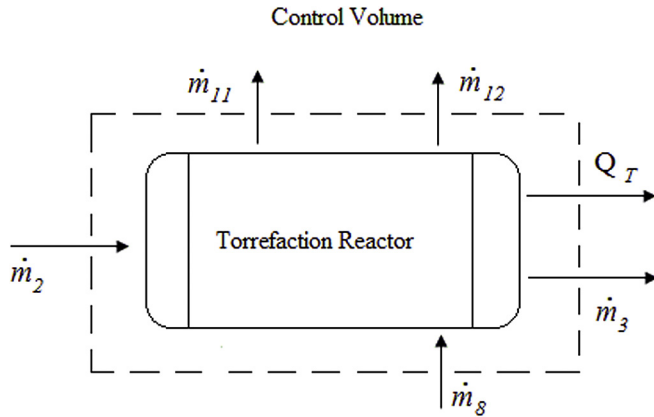 Control Volume
ṁ11
ṁ12
Q T
Torrefaction Reactor
ṁ2
ṁ3
ṁ8